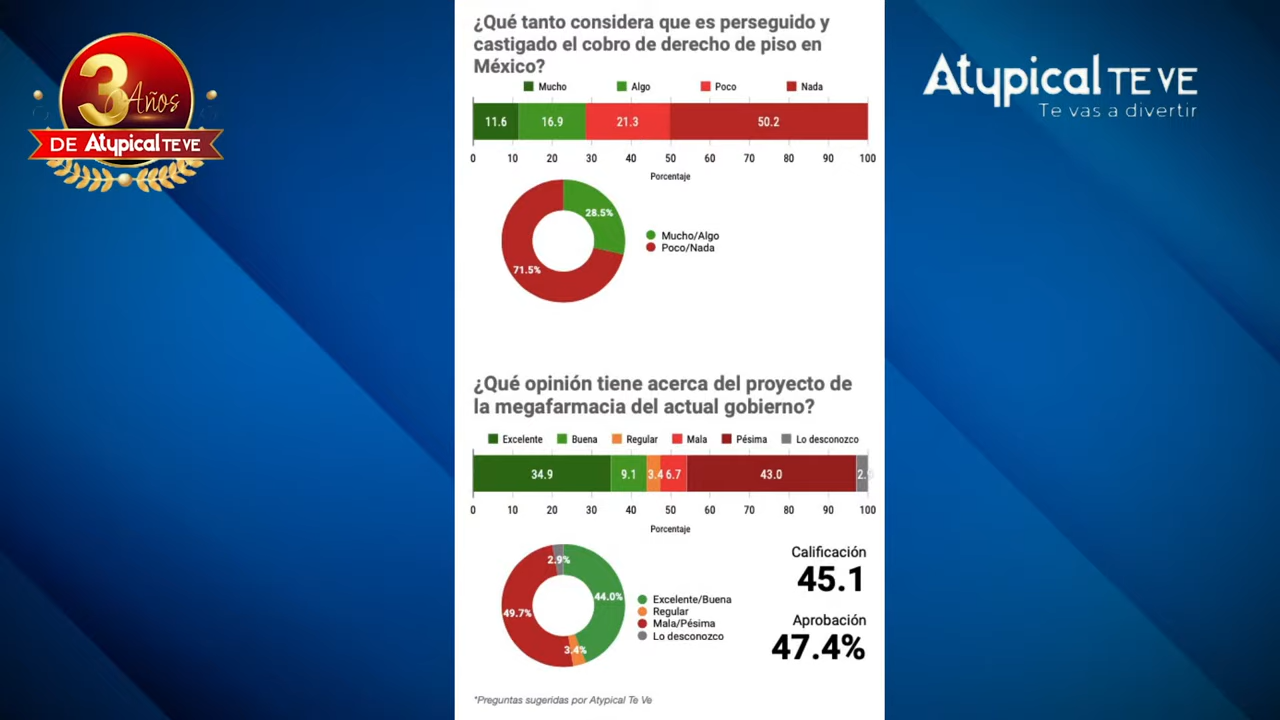 3 Años
DE Atypical TE VE
Atypical TE VE
Te vas a divertir
¿Qué tanto considera que es perseguido y
castigado el cobro de derecho de piso en
México?
Mucho Algo Poco Nada
11.6 16.9 21.3 50.2
0 10 20 30 40 50 60 70 80 90 100
Porcentaje
28.5%
71.5%
Mucho/Algo
Poco/Nada
¿Qué opinión tiene acerca del proyecto de
la megafarmacia del actual gobierno?
Excelente Buena Regular Mala Pésima Lo desconozco
34.9 9.1 3.4 6.7 43.0 2.9
0 10 20 30 40 50 60 70 80 90 100
Porcentaje
2.9%
44.0%
49.7%
3.4%
Excelente/Buena
Regular
Mala/Pésima
Lo desconozco
Calificación
45.1
Aprobación
47.4%
*Preguntas sugeridas por Atypical Te Ve